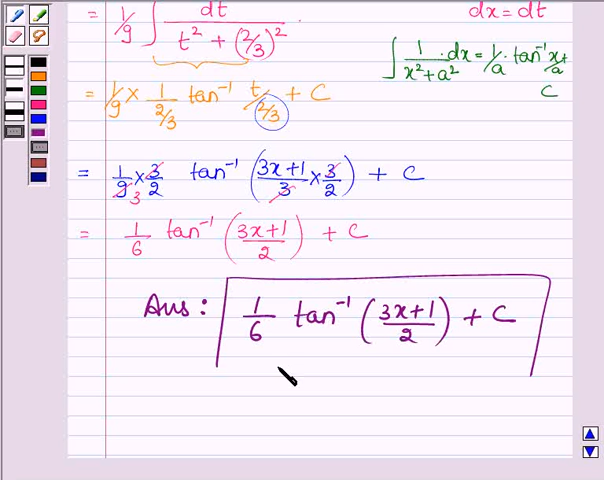 = 1/9 ∫ dt / (t² + (2/3)²) .
dx = dt
∫ 1/(x² + a²) . dx = 1/a . tan⁻¹ x/a +
C
= 1/9 × 1/(2/3) tan⁻¹ t/(2/3) + C
= 1/9 × 3/2 tan⁻¹ ((3x+1)/3 × 3/2) + C
3
= 1/6 tan⁻¹ ((3x+1)/2) + C
Ans : 1/6 tan⁻¹ ((3x+1)/2) + C